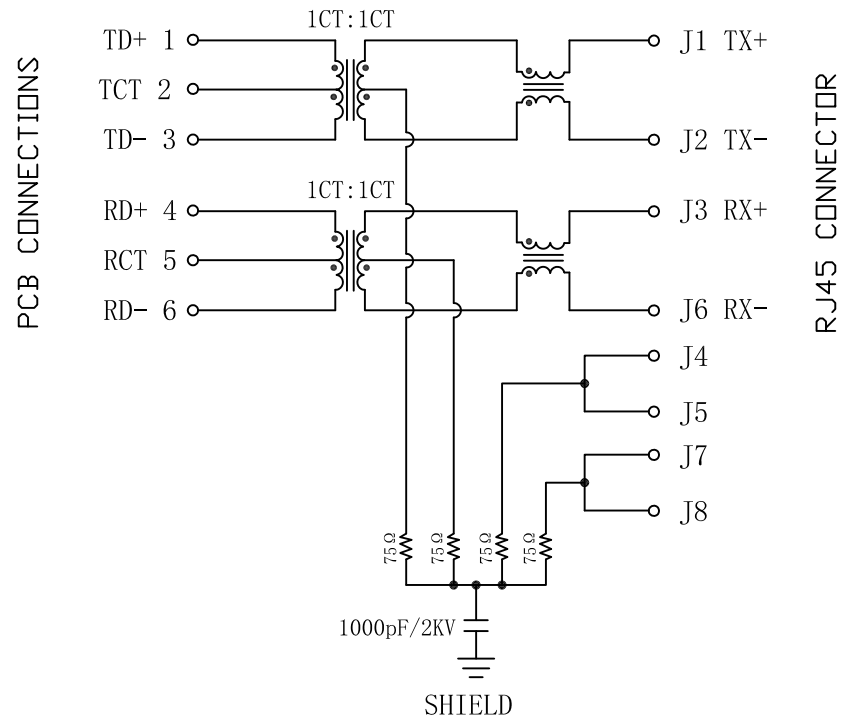 1CT:1CT
TD+ 1
J1 TX+
TCT 2
TD- 3
J2 TX-
PCB CONNECTIONS
RJ45 CONNECTOR
1CT:1CT
RD+ 4
J3 RX+
RCT 5
RD- 6
J6 RX-
J4
J5
J7
J8
75Ω
75Ω
75Ω
75Ω
1000pF/2KV
SHIELD